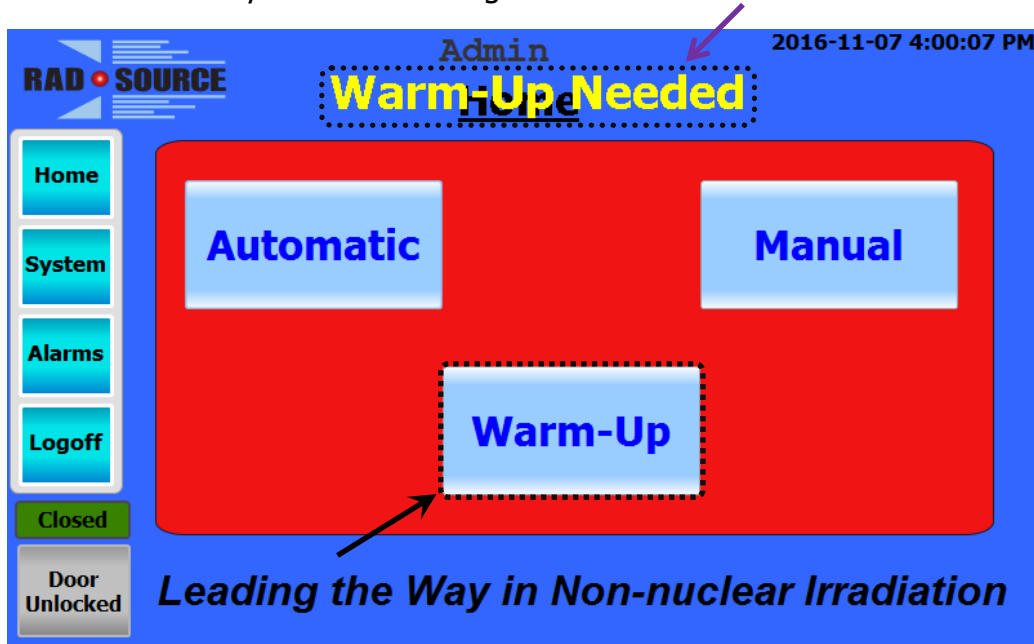 Admin
2016-11-07 4:00:07 PM
RAD SOURCE
Warm-Up Needed
Home
Home
Automatic
Manual
System
Alarms
Warm-Up
Logoff
Closed
Door
Unlocked
Leading the Way in Non-nuclear Irradiation